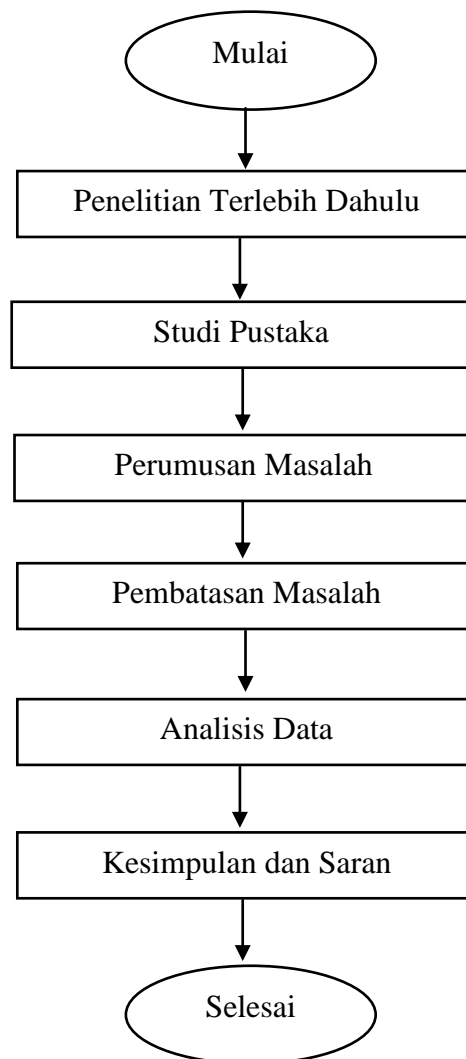 Mulai
Penelitian Terlebih Dahulu
Studi Pustaka
Perumusan Masalah
Pembatasan Masalah
Analisis Data
Kesimpulan dan Saran
Selesai